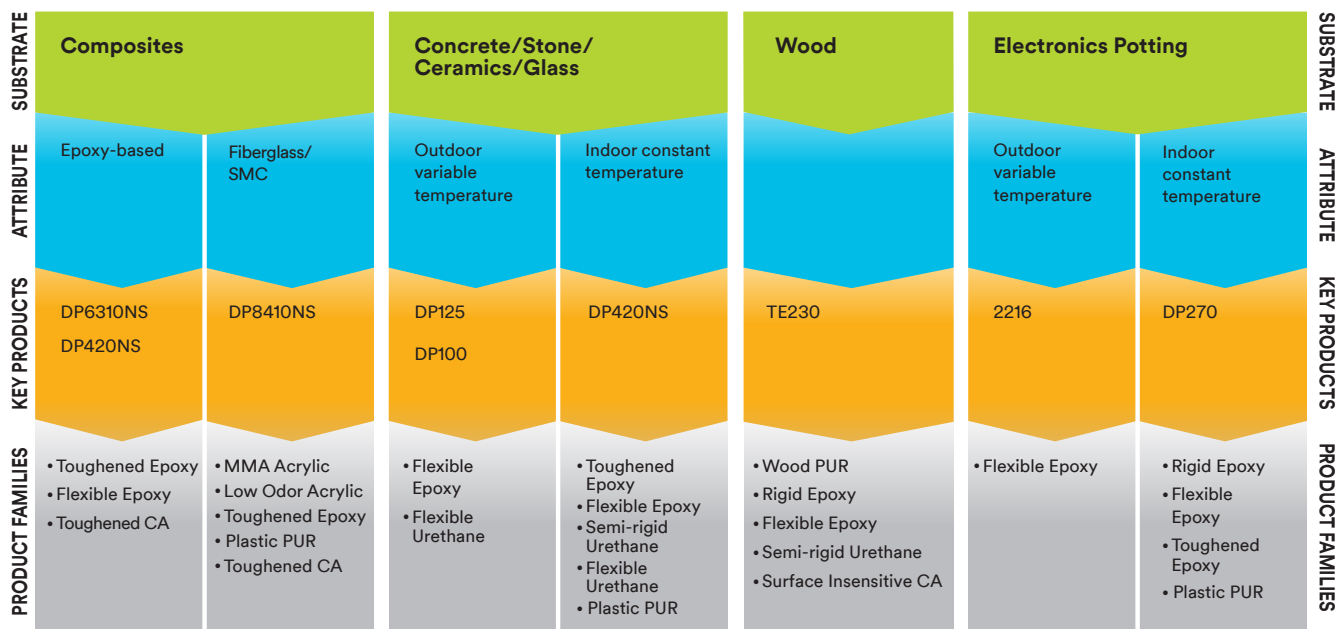 SUBSTRATE
Composites
Concrete/Stone/
Ceramics/Glass
Wood
Electronics Potting
SUBSTRATE
ATTRIBUTE
Epoxy-based
Fiberglass/
SMC
Outdoor
variable
temperature
Indoor constant
temperature
Outdoor
variable
temperature
Indoor
constant
temperature
ATTRIBUTE
KEY PRODUCTS
DP6310NS
DP420NS
DP8410NS
DP125
DP100
DP420NS
TE230
2216
DP270
KEY PRODUCTS
PRODUCT FAMILIES
• Toughened Epoxy
• Flexible Epoxy
• Toughened CA
• MMA Acrylic
• Low Odor Acrylic
• Toughened Epoxy
• Plastic PUR
• Toughened CA
• Flexible
Epoxy
• Flexible
Urethane
• Toughened
Epoxy
• Flexible Epoxy
• Semi-rigid
Urethane
• Flexible
Urethane
• Plastic PUR
• Wood PUR
• Rigid Epoxy
• Flexible Epoxy
• Semi-rigid Urethane
• Surface Insensitive CA
• Flexible Epoxy
• Rigid Epoxy
• Flexible
Epoxy
• Toughened
Epoxy
• Plastic PUR
PRODUCT FAMILIES